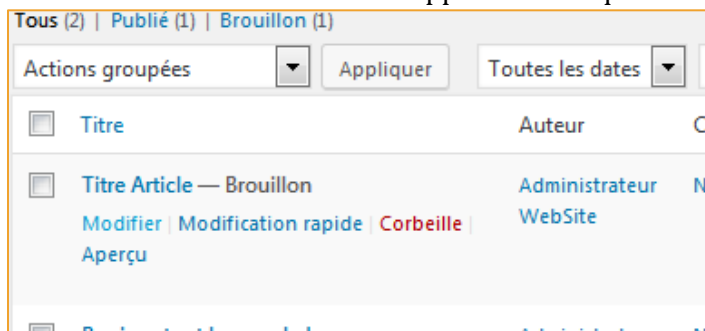 Tous (2) | Publié (1) | Brouillon (1)
Actions groupées Appliquer Toutes les dates
Titre Auteur
Titre Article — Brouillon Administrateur
WebSite
Modifier | Modification rapide | Corbeille |
Aperçu